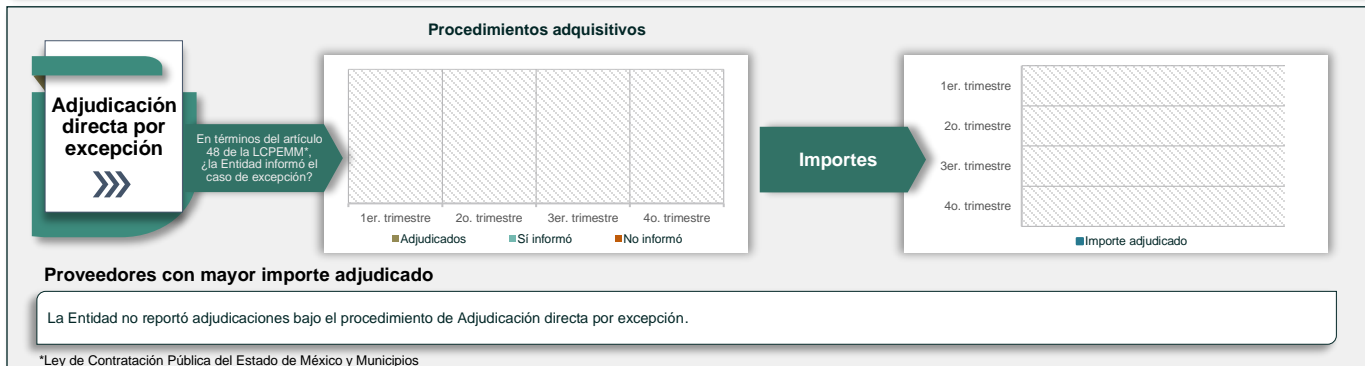 Procedimientos adquisitivos
Adjudicación
directa por
excepción
En términos del artículo
48 de la LCPEMM*,
¿la Entidad informó el
caso de excepción?
1er. trimestre 2o. trimestre 3er. trimestre 4o. trimestre
Adjudicados Sí informó No informó
Importes
1er. trimestre
2o. trimestre
3er. trimestre
4o. trimestre
Importe adjudicado
Proveedores con mayor importe adjudicado
La Entidad no reportó adjudicaciones bajo el procedimiento de Adjudicación directa por excepción.
*Ley de Contratación Pública del Estado de México y Municipios